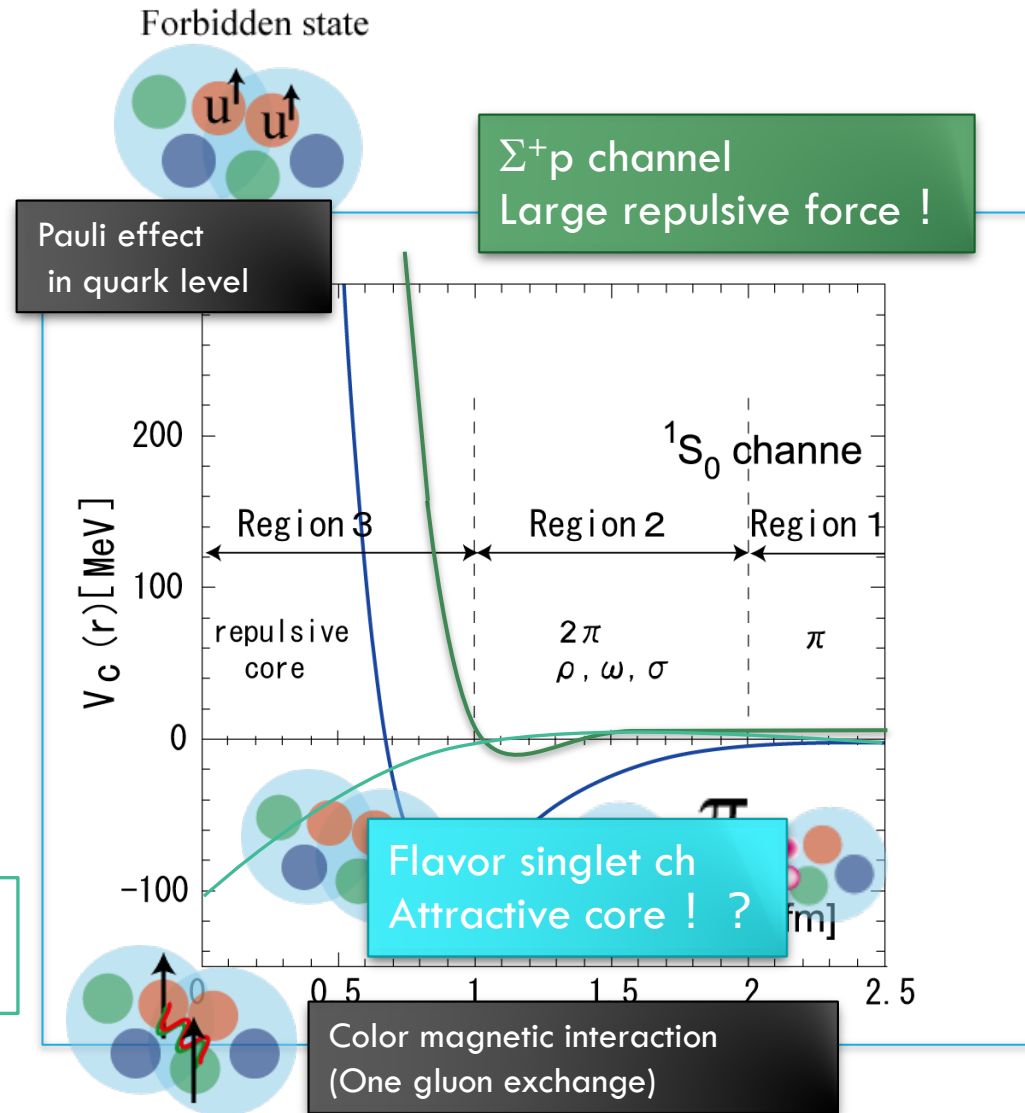 Forbidden state
u u
Σ⁺p channel
Large repulsive force !
Pauli effect
in quark level
¹S₀ channe
200
Region 3
Region 2
Region 1
100
Vc (r)[MeV]
repulsive
core
2π
ρ, ω, σ
π
0
π
Flavor singlet ch
Attractive core ! ?
-100
fm]
0 0.5 1 1.5 2 2.5
Color magnetic interaction
(One gluon exchange)